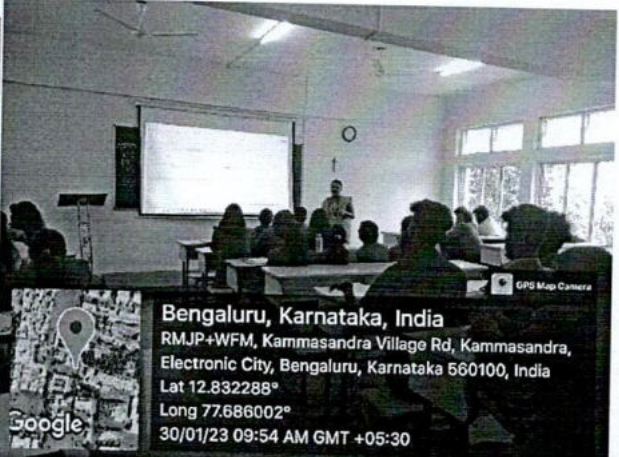 GPS Map Camera
Bengaluru, Karnataka, India
RMJP+WFM, Kammasandra Village Rd, Kammasandra,
Electronic City, Bengaluru, Karnataka 560100, India
Lat 12.832288°
Long 77.686002°
30/01/23 09:54 AM GMT +05:30
Google